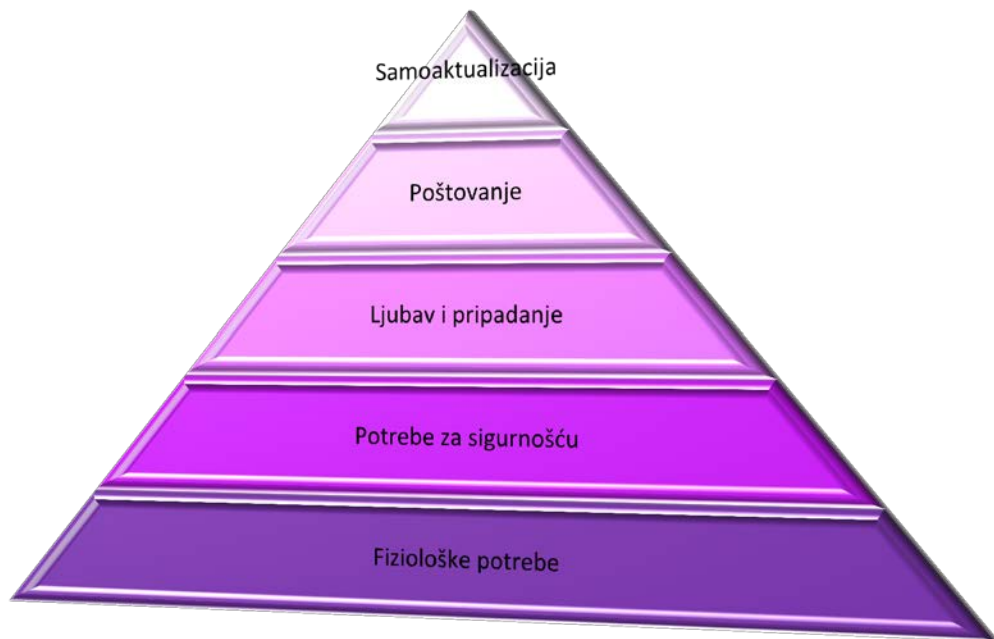 Samoaktualizacija
Poštovanje
Ljubav i pripadanje
Potrebe za sigurnošću
Fiziološke potrebe